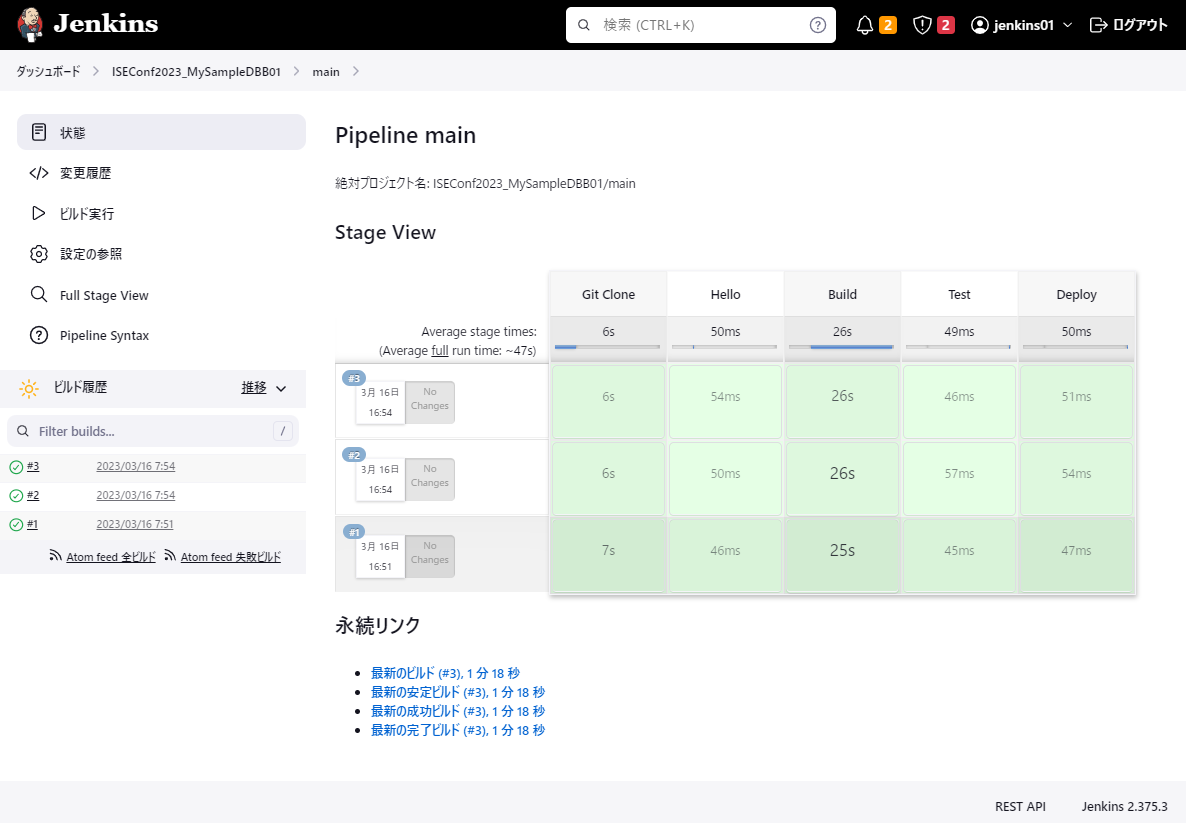 Jenkins
検索 (CTRL+K)
?
2
2
jenkins01
ログアウト
ダッシュボード
ISEConf2023_MySampleDBB01
main
状態
変更履歴
ビルド実行
設定の参照
Full Stage View
Pipeline Syntax
ビルド履歴 推移
Filter builds... /
#3 2023/03/16 7:54
#2 2023/03/16 7:54
#1 2023/03/16 7:51
Atom feed 全ビルド Atom feed 失敗ビルド
Pipeline main
絶対プロジェクト名: ISEConf2023_MySampleDBB01/main
Stage View
Git Clone Hello Build Test Deploy
Average stage times: 6s 50ms 26s 49ms 50ms
(Average full run time: ~47s)
#3
3月 16日 16:54 No Changes 6s 54ms 26s 46ms 51ms
#2
3月 16日 16:54 No Changes 6s 50ms 26s 57ms 54ms
#1
3月 16日 16:51 No Changes 7s 46ms 25s 45ms 47ms
永続リンク
最新のビルド (#3), 1 分 18 秒
最新の安定ビルド (#3), 1 分 18 秒
最新の成功ビルド (#3), 1 分 18 秒
最新の完了ビルド (#3), 1 分 18 秒
REST API
Jenkins 2.375.3